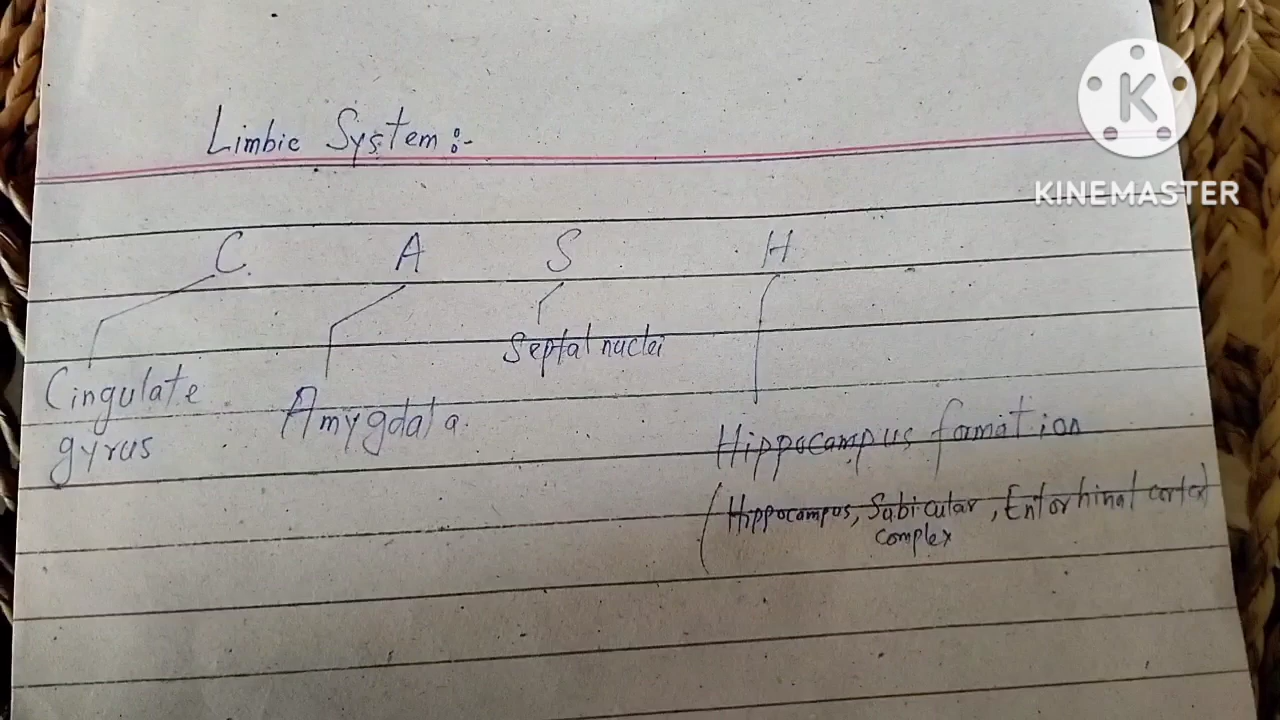 Limbic System :-
C. A S H
Septal nuclei
Cingulate
gyrus
Amygdala.
Hippocampus formation
(Hippocampus, Subicular, Entorhinal cortex
complex
K
KINEMASTER